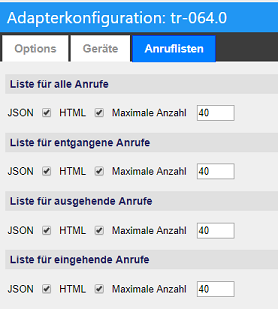 Adapterkonfiguration: tr-064.0
Options Geräte Anruflisten
Liste für alle Anrufe
JSON HTML Maximale Anzahl 40
Liste für entgangene Anrufe
JSON HTML Maximale Anzahl 40
Liste für ausgehende Anrufe
JSON HTML Maximale Anzahl 40
Liste für eingehende Anrufe
JSON HTML Maximale Anzahl 40